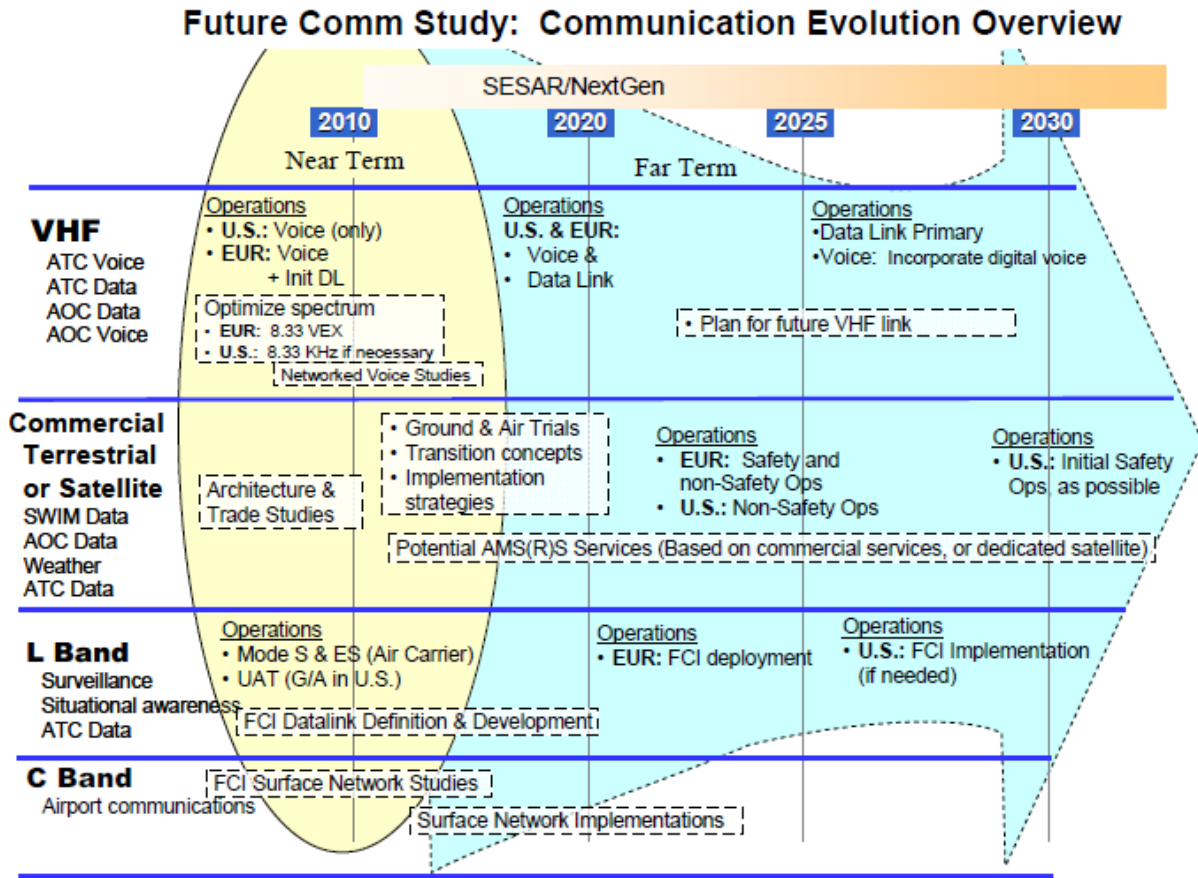 Future Comm Study: Communication Evolution Overview
SESAR/NextGen
2010
2020
2025
2030
Near Term
Far Term
VHF
ATC Voice
ATC Data
AOC Data
AOC Voice
Operations
• U.S.: Voice (only)
• EUR: Voice
+ Init DL
Optimize spectrum
• EUR: 8.33 VEX
• U.S.: 8.33 KHz if necessary
Networked Voice Studies
Operations
U.S. & EUR:
• Voice &
• Data Link
Operations
•Data Link Primary
•Voice: Incorporate digital voice
• Plan for future VHF link
Commercial
Terrestrial
or Satellite
SWIM Data
AOC Data
Weather
ATC Data
Architecture &
Trade Studies
• Ground & Air Trials
• Transition concepts
• Implementation
strategies
Operations
• EUR: Safety and
non-Safety Ops
• U.S.: Non-Safety Ops
Operations
• U.S.: Initial Safety
Ops, as possible
Potential AMS(R)S Services (Based on commercial services, or dedicated satellite)
L Band
Surveillance
Situational awareness
ATC Data
Operations
• Mode S & ES (Air Carrier)
• UAT (G/A in U.S.)
FCI Datalink Definition & Development
Operations
• EUR: FCI deployment
Operations
• U.S.: FCI Implementation
(if needed)
C Band
Airport communications
FCI Surface Network Studies
Surface Network Implementations